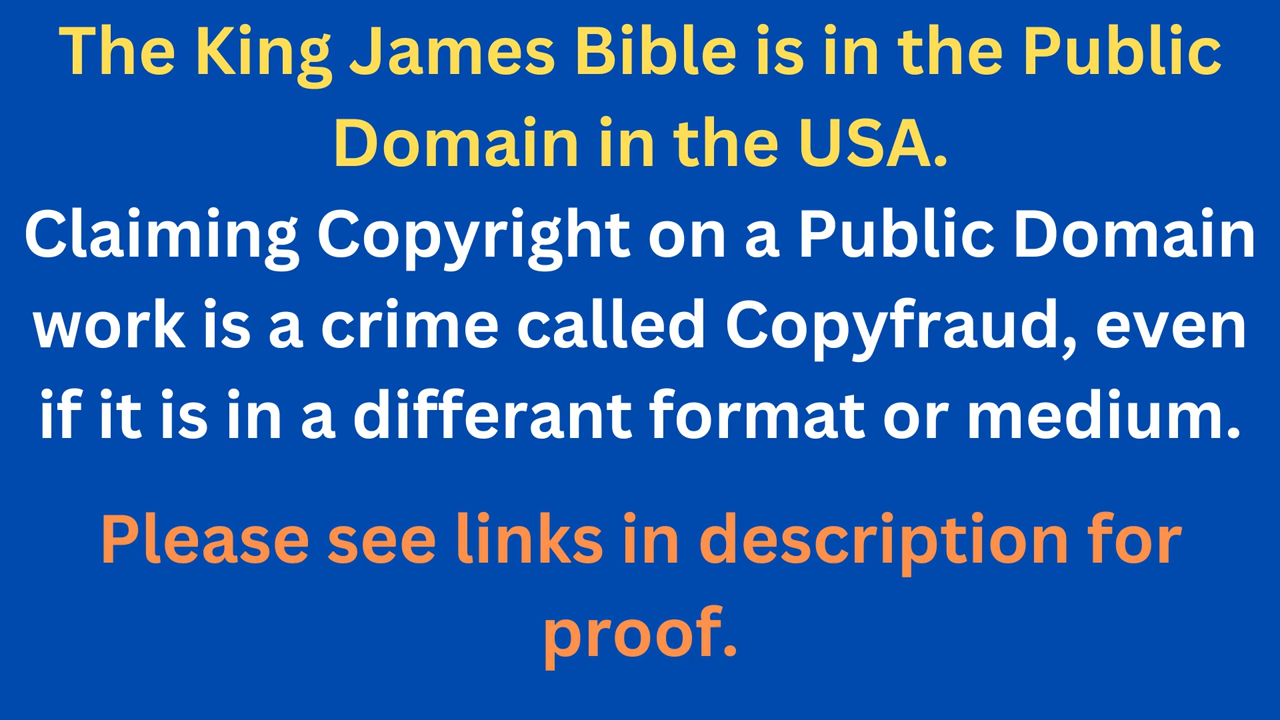 The King James Bible is in the Public
Domain in the USA.
Claiming Copyright on a Public Domain
work is a crime called Copyfraud, even
if it is in a differant format or medium.
Please see links in description for
proof.